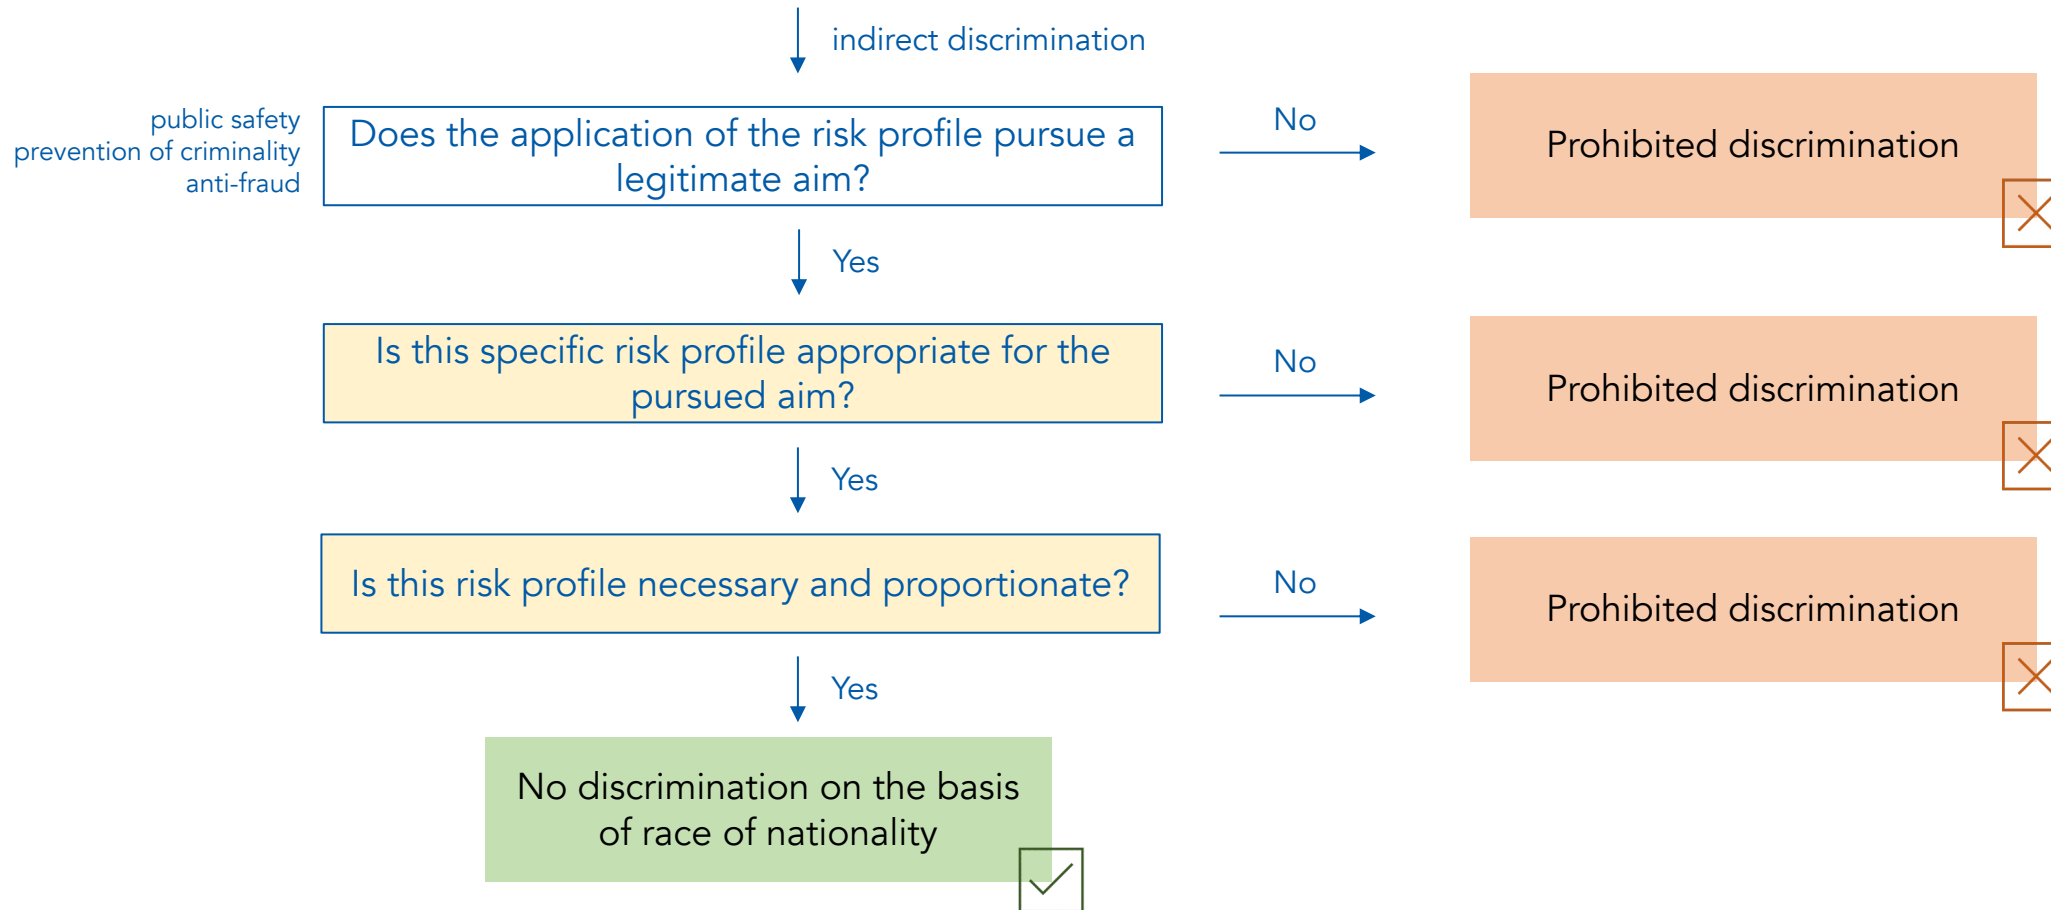 indirect discrimination
public safety
prevention of criminality
anti-fraud
Does the application of the risk profile pursue a
legitimate aim?
No
Prohibited discrimination
Yes
Is this specific risk profile appropriate for the
pursued aim?
No
Prohibited discrimination
Yes
Is this risk profile necessary and proportionate?
No
Prohibited discrimination
Yes
No discrimination on the basis
of race of nationality